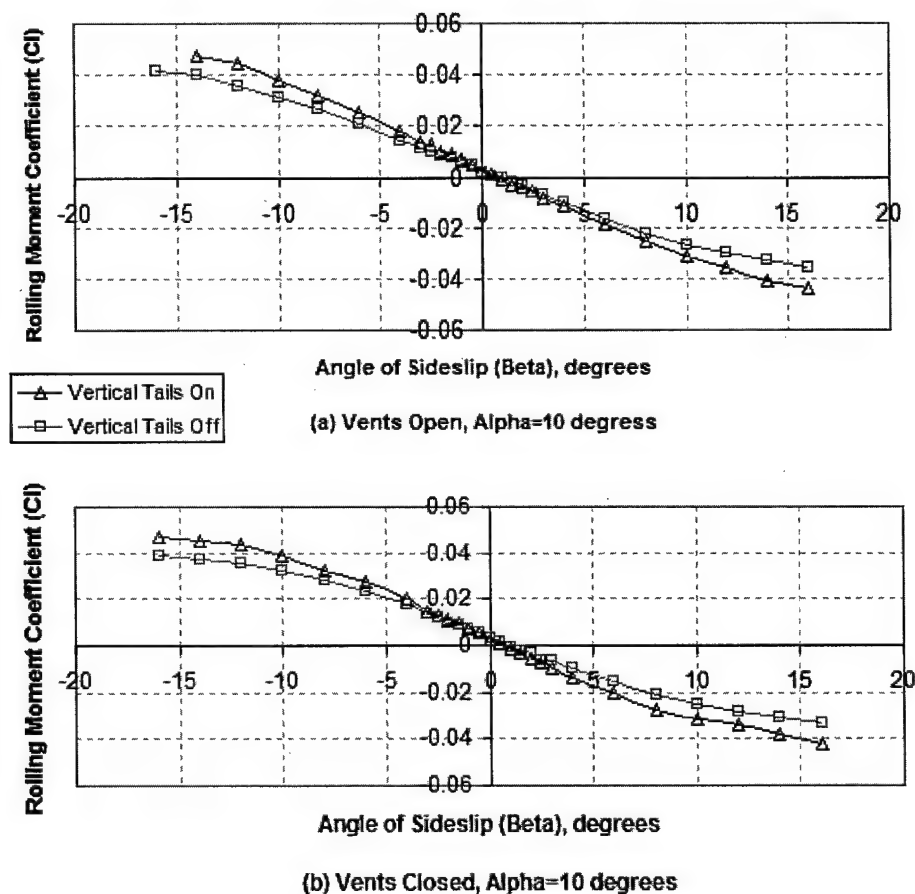 0.06
0.04
0.02
0
-20 -15 -10 -5 0 5 10 15 20
-0.02
-0.04
-0.06
Rolling Moment Coefficient (Cl)
Angle of Sideslip (Beta), degrees
Vertical Tails On
Vertical Tails Off
(a) Vents Open, Alpha=10 degress
0.06
0.04
0.02
0
-20 -15 -10 -5 0 5 10 15 20
-0.02
-0.04
-0.06
Rolling Moment Coefficient (Cl)
Angle of Sideslip (Beta), degrees
(b) Vents Closed, Alpha=10 degrees